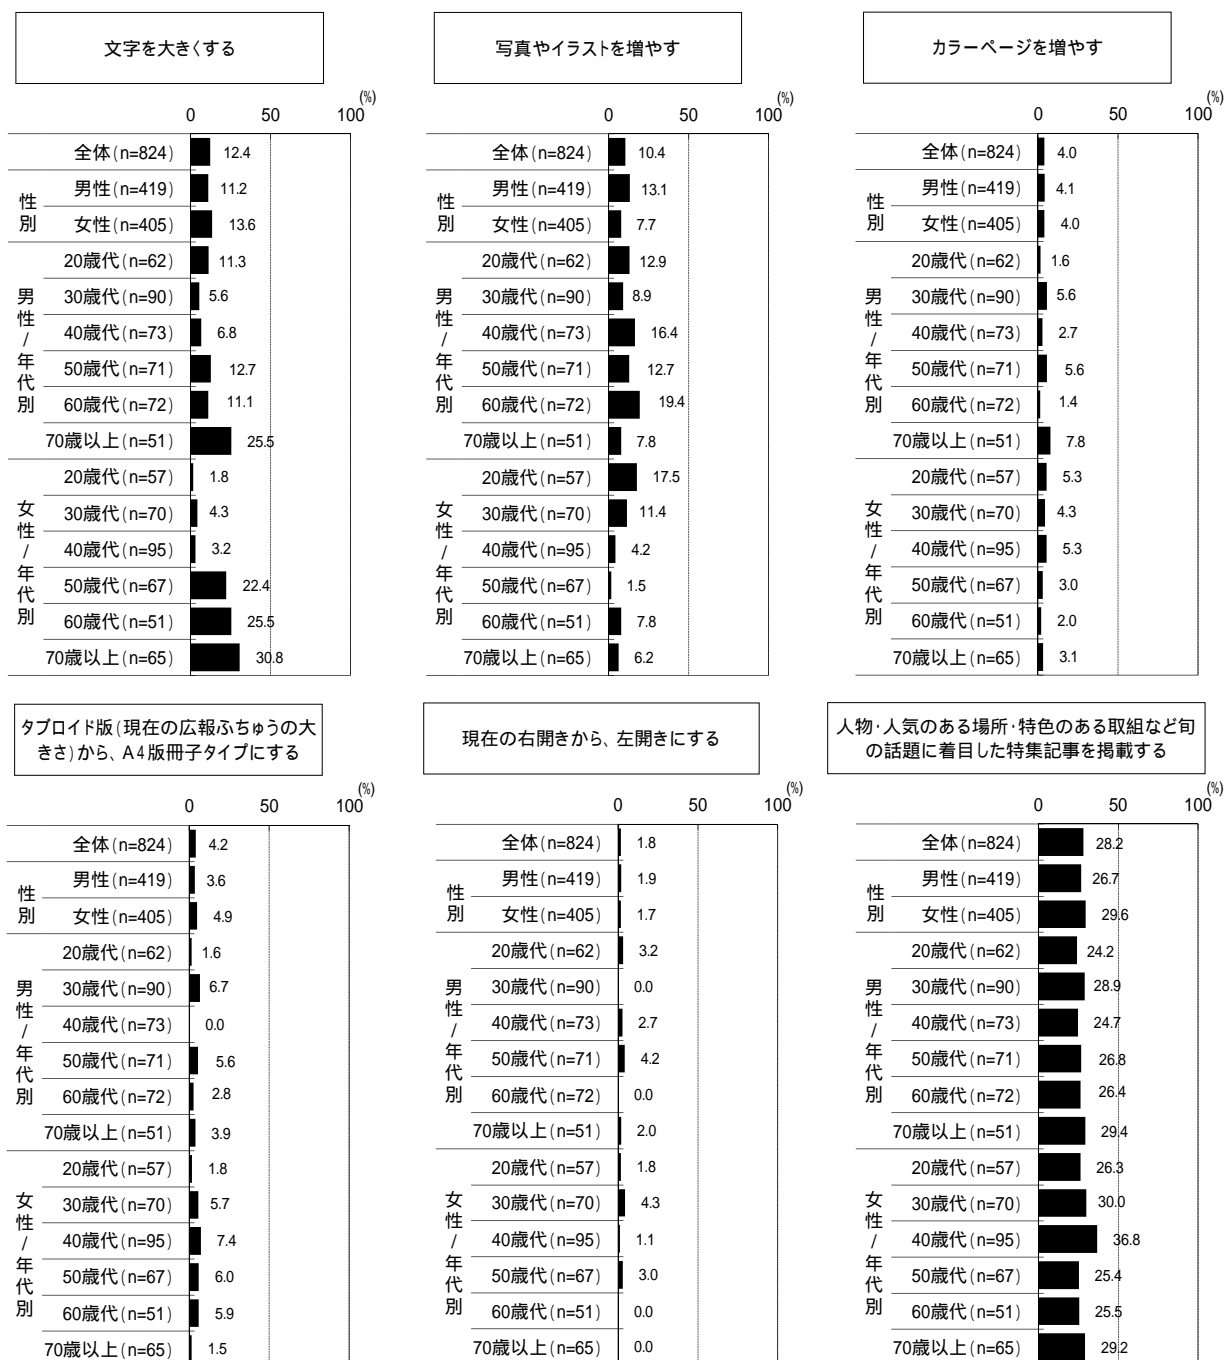 文字を大きくする
(%)
0 50 100
全体(n=824) 12.4
性別
男性(n=419) 11.2
女性(n=405) 13.6
男性/年代別
20歳代(n=62) 11.3
30歳代(n=90) 5.6
40歳代(n=73) 6.8
50歳代(n=71) 12.7
60歳代(n=72) 11.1
70歳以上(n=51) 25.5
女性/年代別
20歳代(n=57) 1.8
30歳代(n=70) 4.3
40歳代(n=95) 3.2
50歳代(n=67) 22.4
60歳代(n=51) 25.5
70歳以上(n=65) 30.8
写真やイラストを増やす
(%)
0 50 100
全体(n=824) 10.4
性別
男性(n=419) 13.1
女性(n=405) 7.7
男性/年代別
20歳代(n=62) 12.9
30歳代(n=90) 8.9
40歳代(n=73) 16.4
50歳代(n=71) 12.7
60歳代(n=72) 19.4
70歳以上(n=51) 7.8
女性/年代別
20歳代(n=57) 17.5
30歳代(n=70) 11.4
40歳代(n=95) 4.2
50歳代(n=67) 1.5
60歳代(n=51) 7.8
70歳以上(n=65) 6.2
カラーページを増やす
(%)
0 50 100
全体(n=824) 4.0
性別
男性(n=419) 4.1
女性(n=405) 4.0
男性/年代別
20歳代(n=62) 1.6
30歳代(n=90) 5.6
40歳代(n=73) 2.7
50歳代(n=71) 5.6
60歳代(n=72) 1.4
70歳以上(n=51) 7.8
女性/年代別
20歳代(n=57) 5.3
30歳代(n=70) 4.3
40歳代(n=95) 5.3
50歳代(n=67) 3.0
60歳代(n=51) 2.0
70歳以上(n=65) 3.1
タブロイド版(現在の広報ふちゅうの大
きさ)から、A4版冊子タイプにする
(%)
0 50 100
全体(n=824) 4.2
性別
男性(n=419) 3.6
女性(n=405) 4.9
男性/年代別
20歳代(n=62) 1.6
30歳代(n=90) 6.7
40歳代(n=73) 0.0
50歳代(n=71) 5.6
60歳代(n=72) 2.8
70歳以上(n=51) 3.9
女性/年代別
20歳代(n=57) 1.8
30歳代(n=70) 5.7
40歳代(n=95) 7.4
50歳代(n=67) 6.0
60歳代(n=51) 5.9
70歳以上(n=65) 1.5
現在の右開きから、左開きにする
(%)
0 50 100
全体(n=824) 1.8
性別
男性(n=419) 1.9
女性(n=405) 1.7
男性/年代別
20歳代(n=62) 3.2
30歳代(n=90) 0.0
40歳代(n=73) 2.7
50歳代(n=71) 4.2
60歳代(n=72) 0.0
70歳以上(n=51) 2.0
女性/年代別
20歳代(n=57) 1.8
30歳代(n=70) 4.3
40歳代(n=95) 1.1
50歳代(n=67) 3.0
60歳代(n=51) 0.0
70歳以上(n=65) 0.0
人物・人気のある場所・特色のある取組など旬
の話題に着目した特集記事を掲載する
(%)
0 50 100
全体(n=824) 28.2
性別
男性(n=419) 26.7
女性(n=405) 29.6
男性/年代別
20歳代(n=62) 24.2
30歳代(n=90) 28.9
40歳代(n=73) 24.7
50歳代(n=71) 26.8
60歳代(n=72) 26.4
70歳以上(n=51) 29.4
女性/年代別
20歳代(n=57) 26.3
30歳代(n=70) 30.0
40歳代(n=95) 36.8
50歳代(n=67) 25.4
60歳代(n=51) 25.5
70歳以上(n=65) 29.2